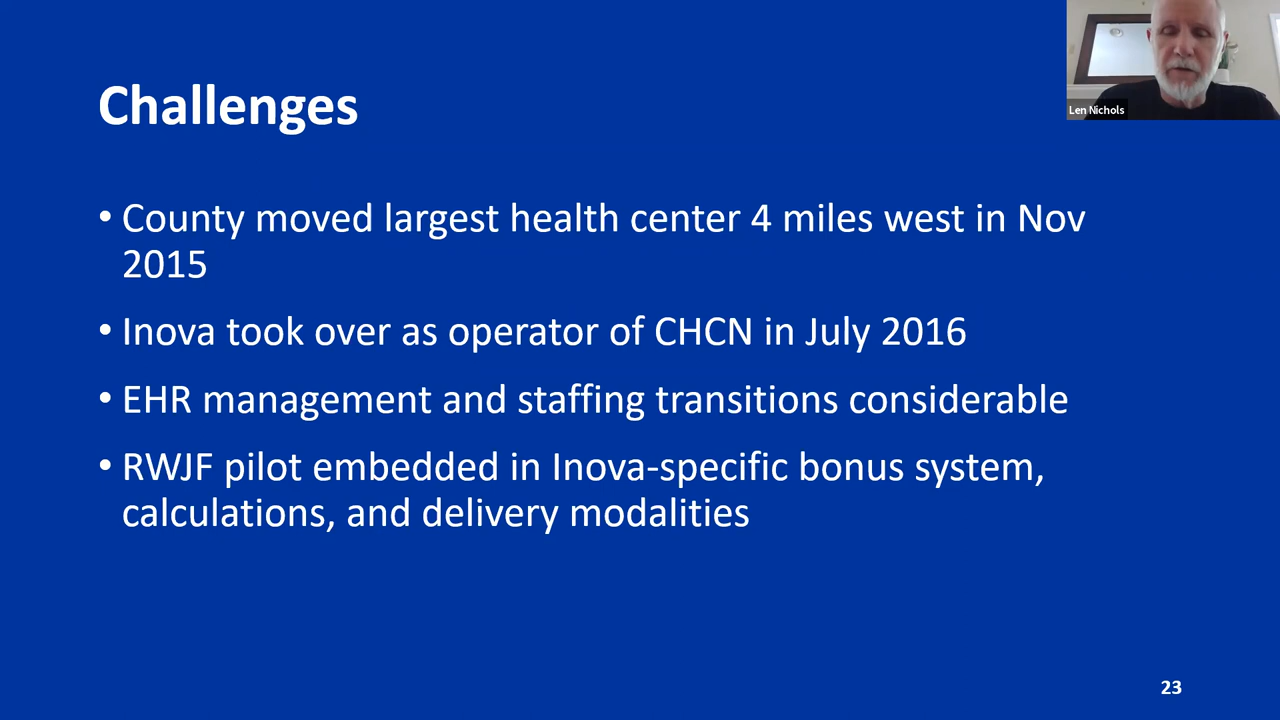 Len Nichols
Challenges
• County moved largest health center 4 miles west in Nov
2015
• Inova took over as operator of CHCN in July 2016
• EHR management and staffing transitions considerable
• RWJF pilot embedded in Inova-specific bonus system,
calculations, and delivery modalities
23